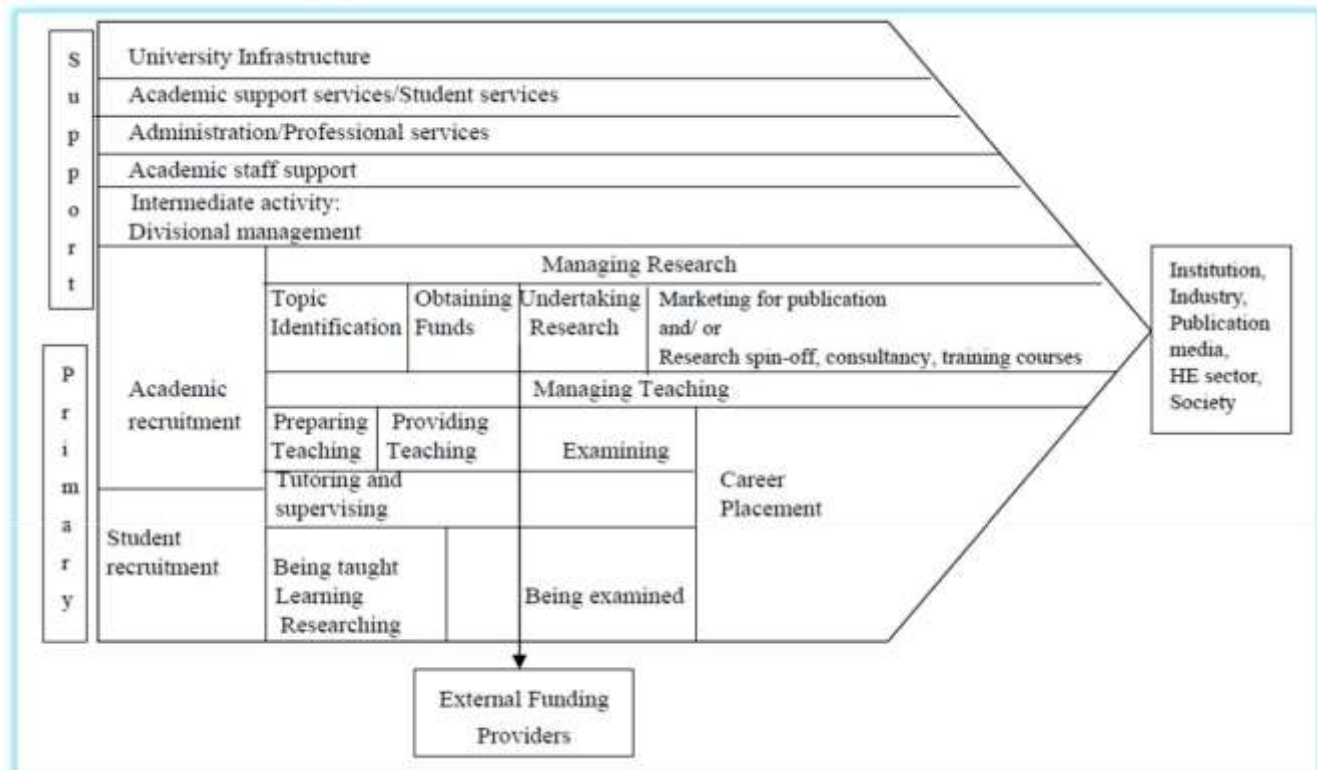 Support
University Infrastructure
Academic support services/Student services
Administration/Professional services
Academic staff support
Intermediate activity:
Divisional management
Primary
Academic
recruitment
Student
recruitment
Managing Research
Topic
Identification
Obtaining
Funds
Undertaking
Research
Marketing for publication
and/ or
Research spin-off, consultancy, training courses
Managing Teaching
Preparing
Teaching
Providing
Teaching
Examining
Tutoring and
supervising
Career
Placement
Being taught
Learning
Researching
Being examined
Institution,
Industry,
Publication
media,
HE sector,
Society
External Funding
Providers